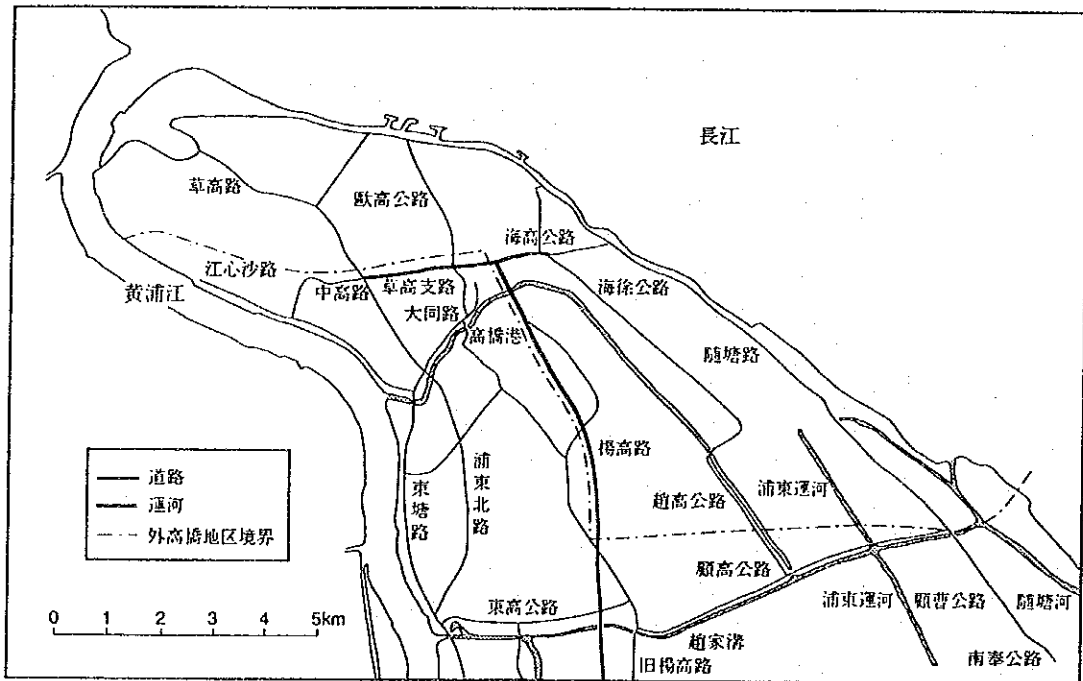 長江
草高路
歐高公路
海高公路
江心沙路
中高路
草高支路
海徐公路
黄浦江
大同路
高橋港
随塘路
楊高路
浦東北路
東塘路
趙高公路
浦東運河
道路
運河
外高橋地区境界
顧高公路
東高公路
浦東運河
顧曹公路
随塘河
趙家溝
旧楊高路
南奉公路
0 1 2 3 4 5km